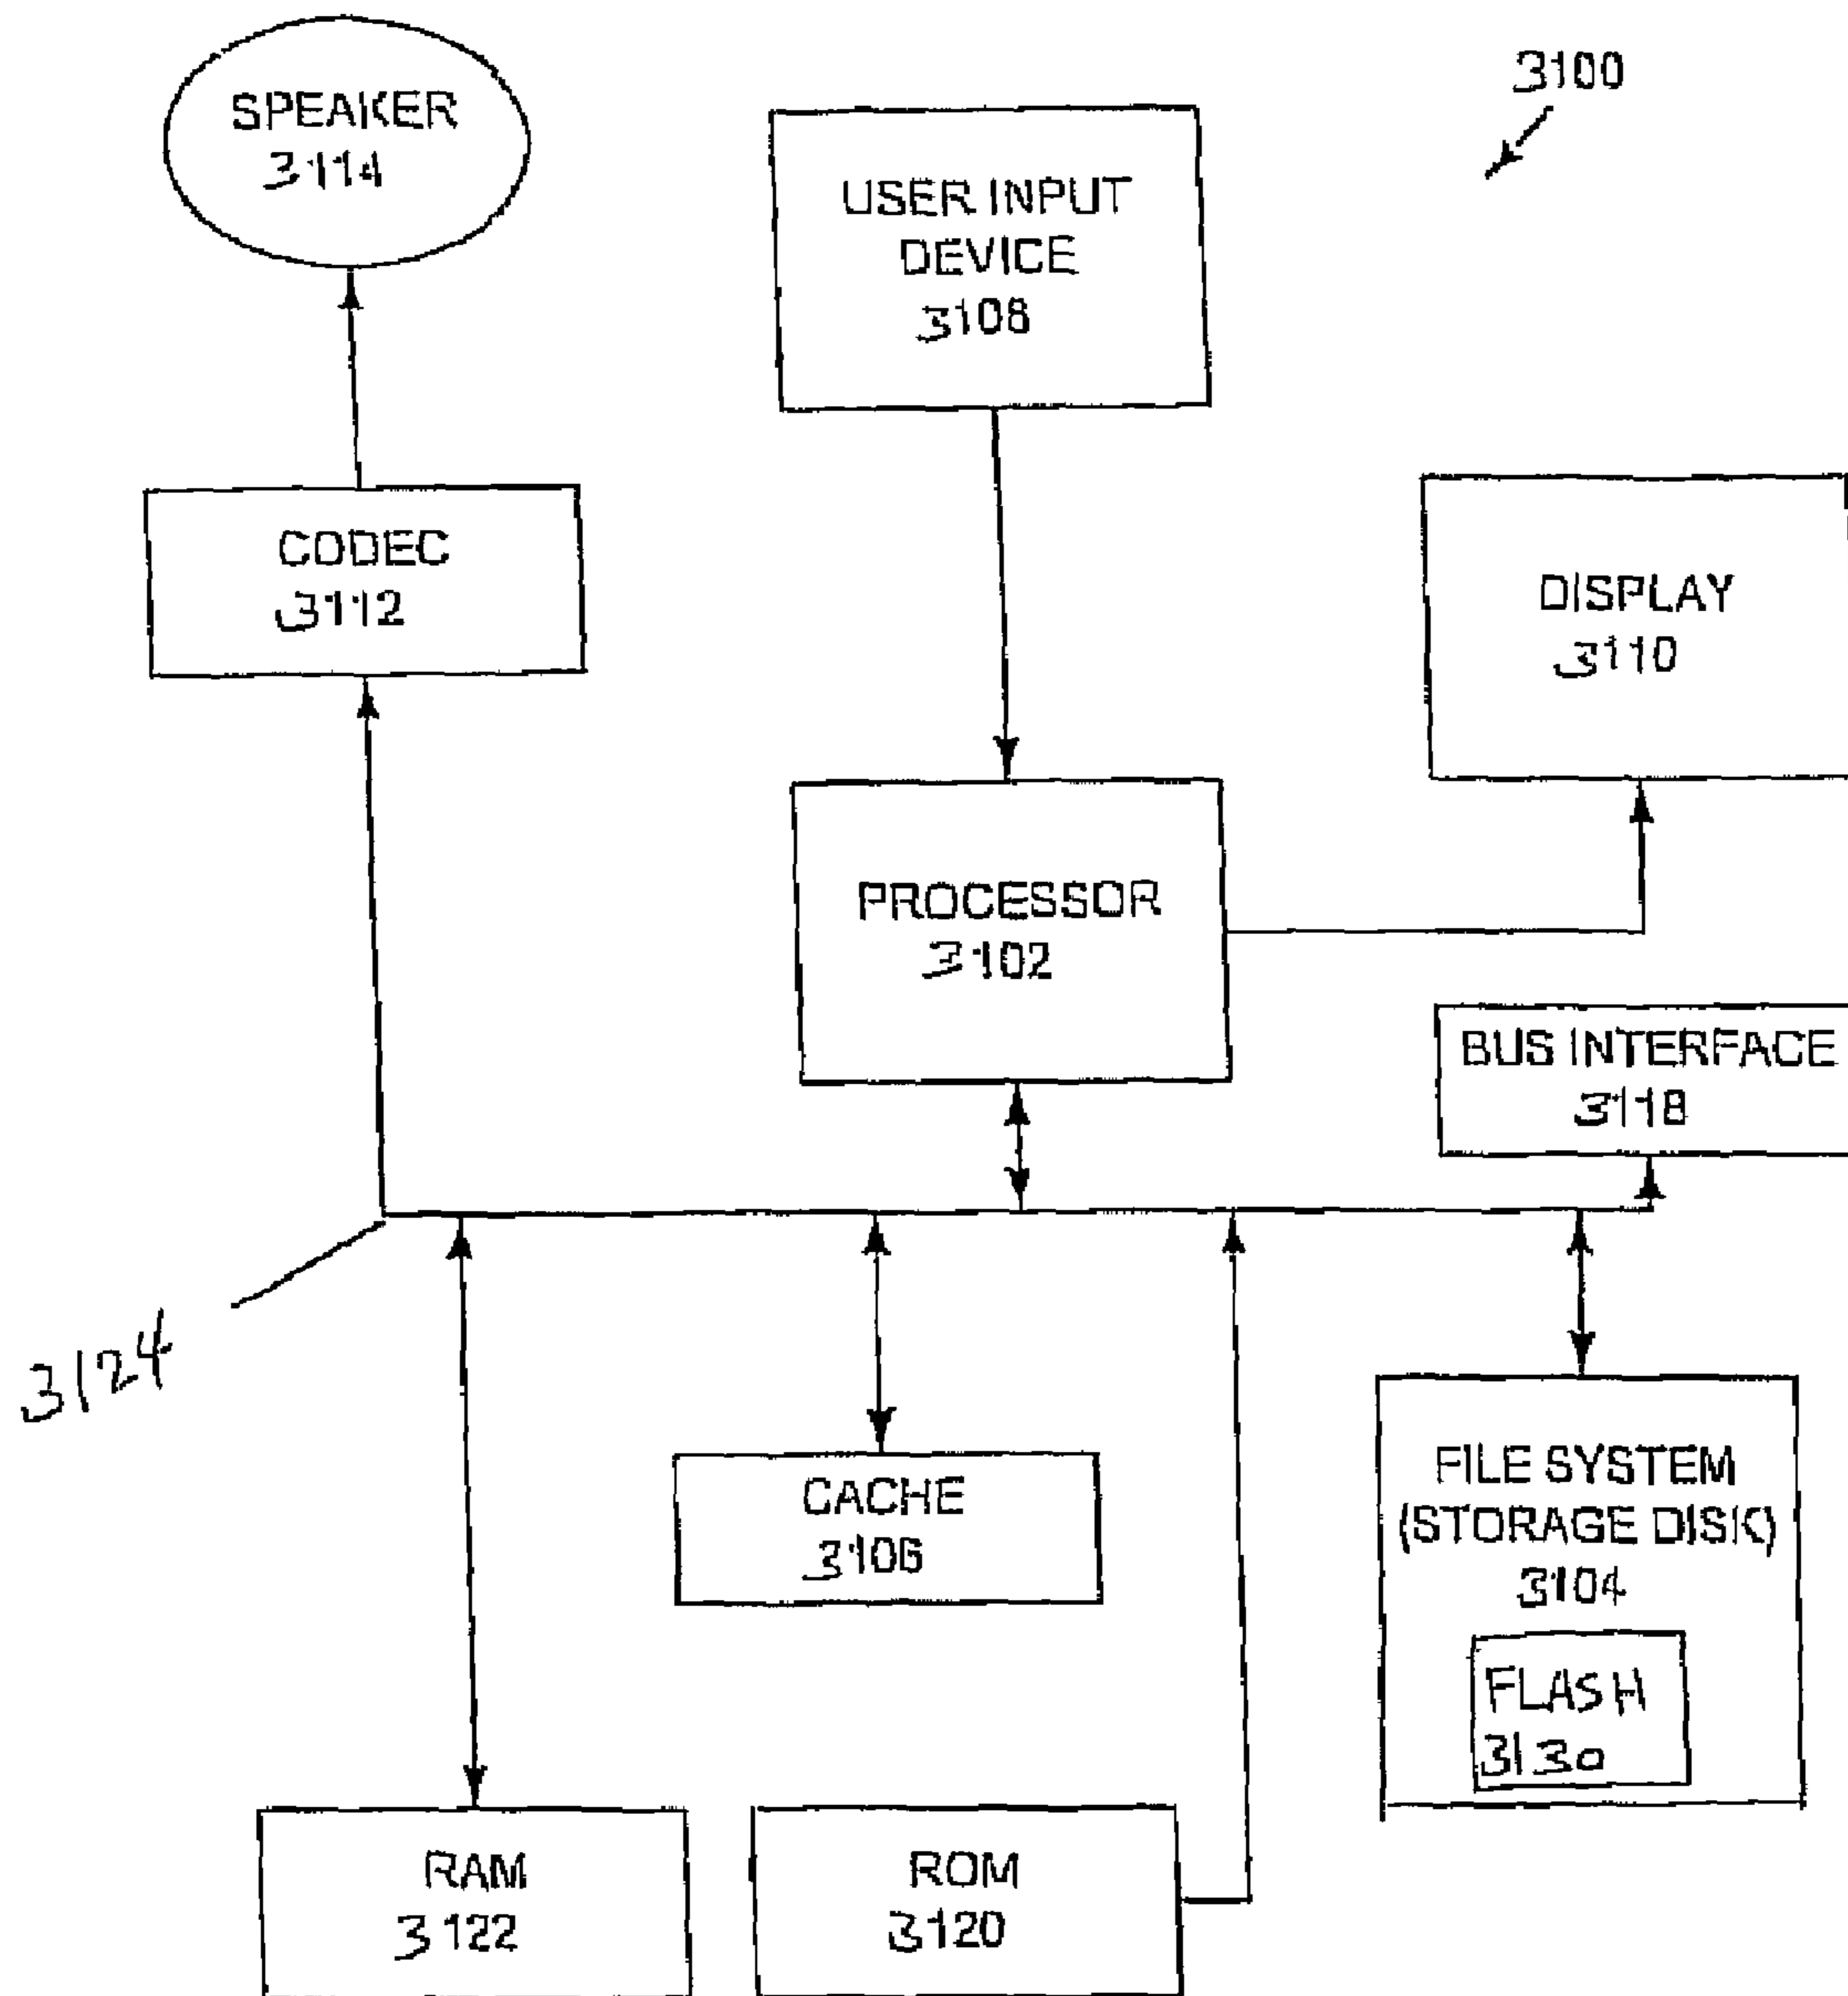 SPEAKER
3114
3100
USER INPUT
DEVICE
3108
CODEC
3112
DISPLAY
3110
PROCESSOR
3102
BUS INTERFACE
3118
3124
CACHE
3106
FILE SYSTEM
(STORAGE DISK)
3104
FLASH
3130
RAM
3122
ROM
3120